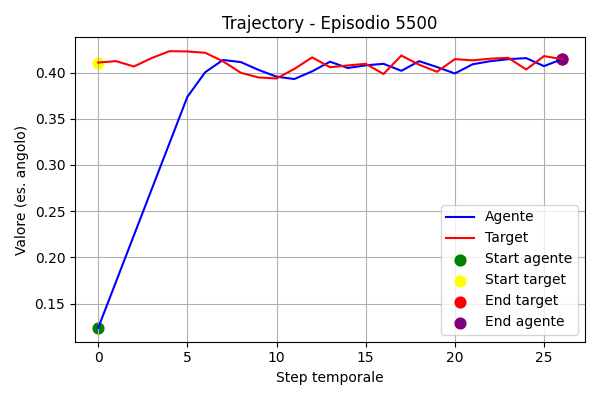 Trajectory - Episodio 5500
Valore (es. angolo)
0.40
0.35
0.30
0.25
0.20
0.15
0
5
10
15
20
25
Step temporale
Agente
Target
Start agente
Start target
End target
End agente